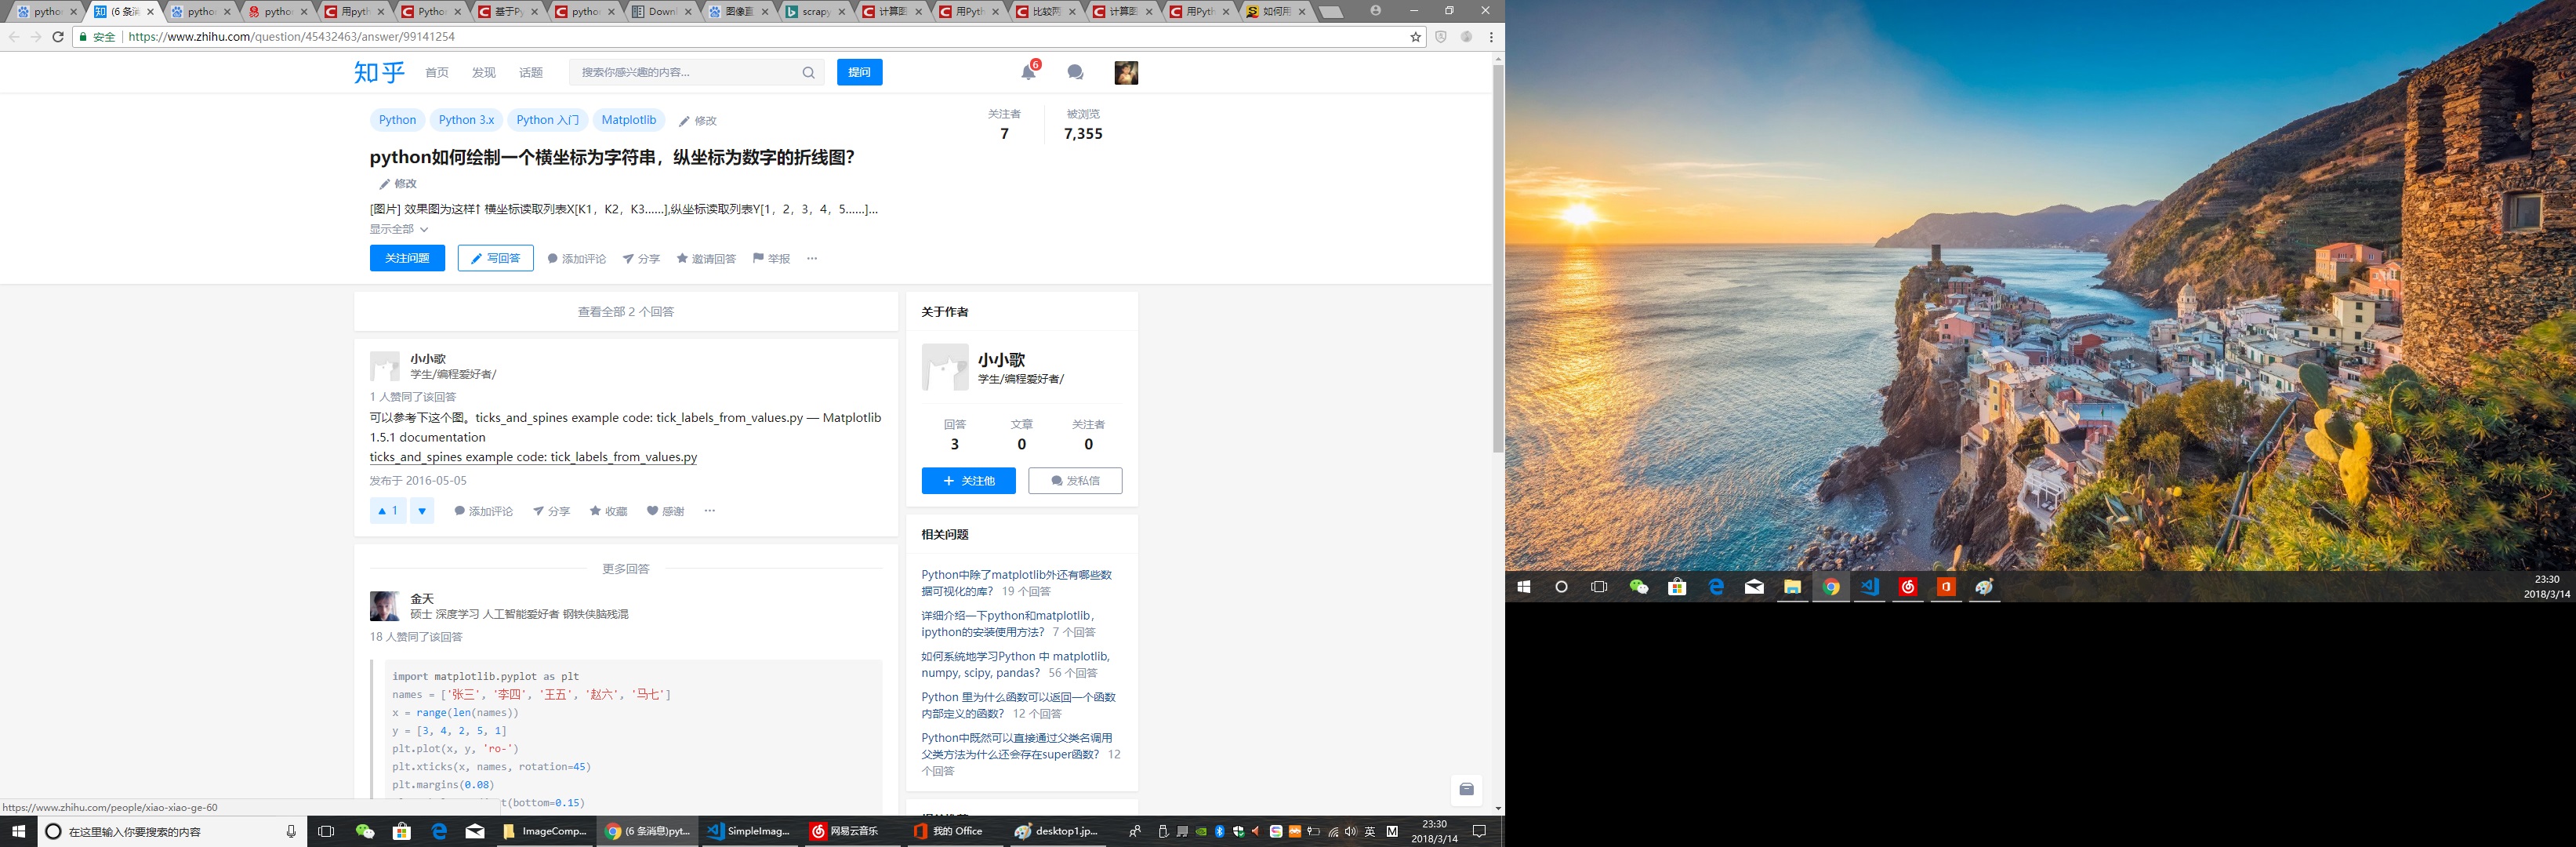 python
(6 条消
python
python
用pyth
Python
基于Py
python
Downl
图像直
scrapy
计算图
用Pyth
比较两
计算图
用Pyth
如何用
安全
https://www.zhihu.com/question/45432463/answer/99141254
知乎 首页 发现 话题 搜索你感兴趣的内容... 提问 6
Python Python 3.x Python 入门 Matplotlib 修改
关注者 被浏览
7 7,355
python如何绘制一个横坐标为字符串，纵坐标为数字的折线图？
修改
[图片] 效果图为这样↑ 横坐标读取列表X[K1，K2，K3……],纵坐标读取列表Y[1，2，3，4，5……]…
显示全部
关注问题 写回答 添加评论 分享 邀请回答 举报 ···
查看全部 2 个回答
小小歌
学生/编程爱好者/
1 人赞同了该回答
可以参考下这个图。ticks_and_spines example code: tick_labels_from_values.py — Matplotlib
1.5.1 documentation
ticks_and_spines example code: tick_labels_from_values.py
发布于 2016-05-05
1 添加评论 分享 收藏 感谢 ···
更多回答
金天
硕士 深度学习 人工智能爱好者 钢铁侠脑残混
18 人赞同了该回答
import matplotlib.pyplot as plt
names = ['张三', '李四', '王五', '赵六', '马七']
x = range(len(names))
y = [3, 4, 2, 5, 1]
plt.plot(x, y, 'ro-')
plt.xticks(x, names, rotation=45)
plt.margins(0.08)
t(bottom=0.15)
关于作者
小小歌
学生/编程爱好者/
回答 文章 关注者
3 0 0
关注他 发私信
相关问题
Python中除了matplotlib外还有哪些数
据可视化的库？ 19 个回答
详细介绍一下python和matplotlib，
ipython的安装使用方法？ 7 个回答
如何系统地学习Python 中 matplotlib,
numpy, scipy, pandas？ 56 个回答
Python 里为什么函数可以返回一个函数
内部定义的函数？ 12 个回答
Python中既然可以直接通过父类名调用
父类方法为什么还会存在super函数？ 12
个回答
https://www.zhihu.com/people/xiao-xiao-ge-60
在这里输入你要搜索的内容
ImageComp...
(6 条消息)pyt...
SimpleImag...
网易云音乐
我的 Office
desktop1.jp...
英
M
23:30
2018/3/14
23:30
2018/3/14